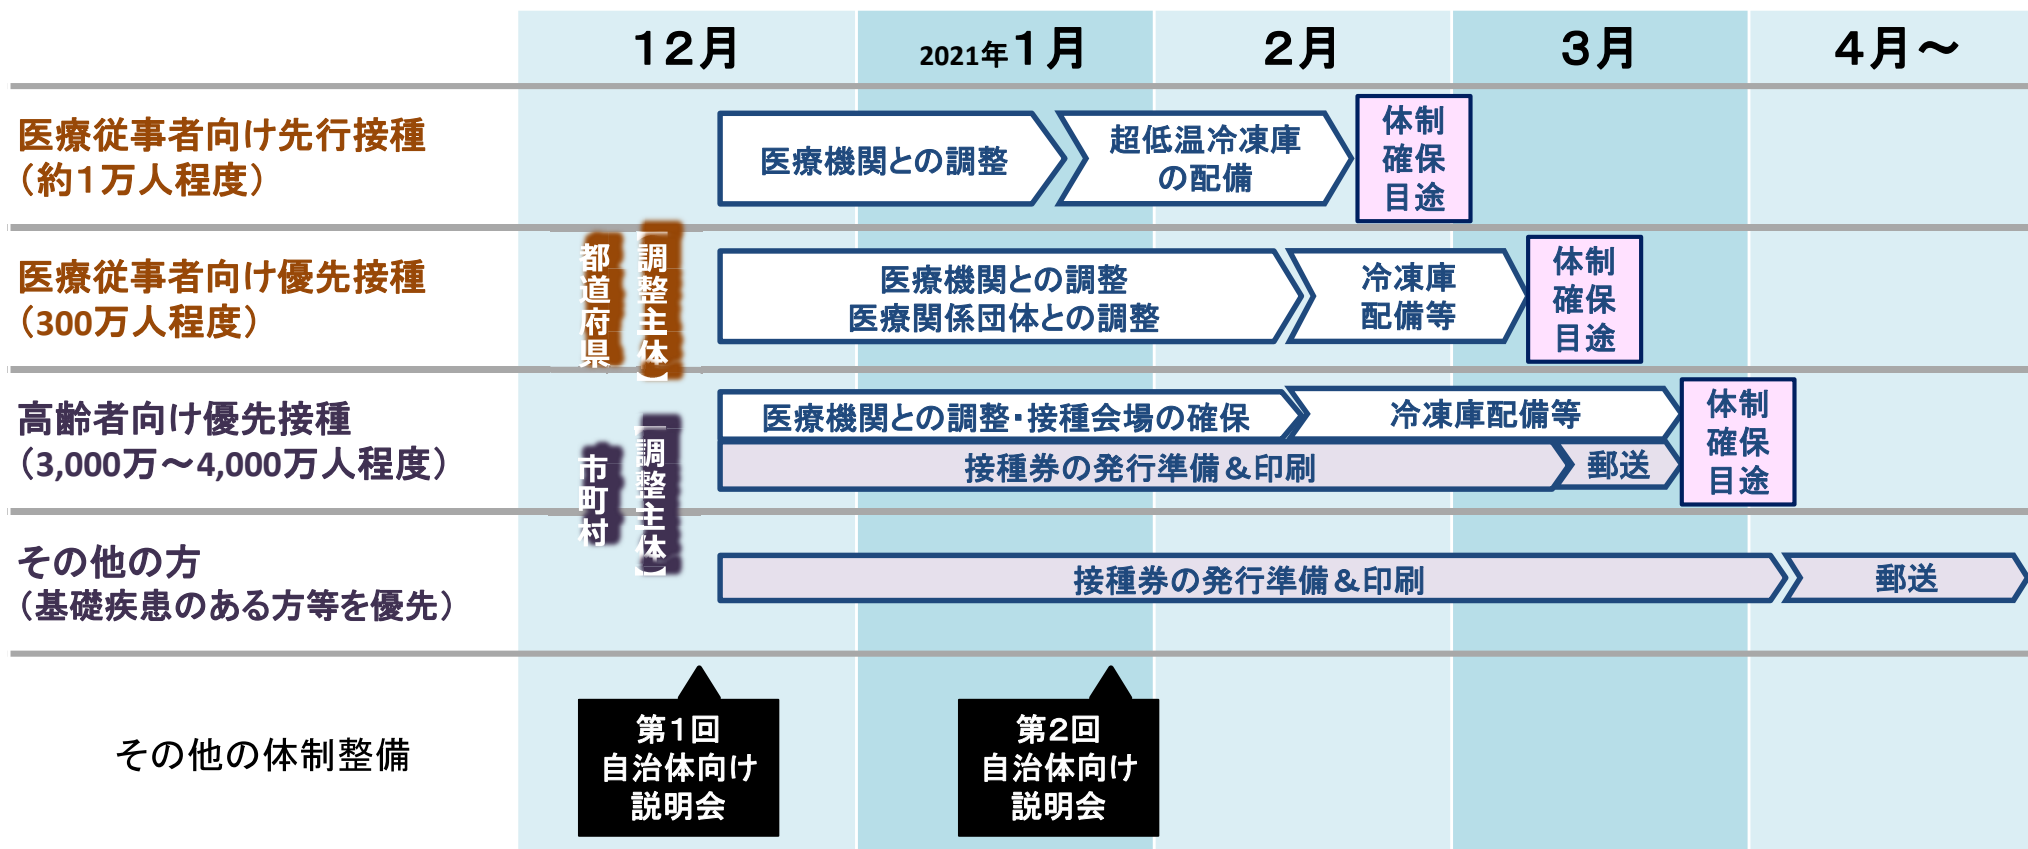 12月
2021年1月
2月
3月
4月～
医療従事者向け先行接種
（約1万人程度）
医療機関との調整
超低温冷凍庫
の配備
体制
確保
目途
医療従事者向け優先接種
（300万人程度）
【調整主体】
都道府県
医療機関との調整
医療関係団体との調整
冷凍庫
配備等
体制
確保
目途
高齢者向け優先接種
（3,000万～4,000万人程度）
【調整主体】
市町村
医療機関との調整・接種会場の確保
冷凍庫配備等
接種券の発行準備＆印刷
郵送
体制
確保
目途
その他の方
（基礎疾患のある方等を優先）
接種券の発行準備＆印刷
郵送
その他の体制整備
第1回
自治体向け
説明会
第2回
自治体向け
説明会